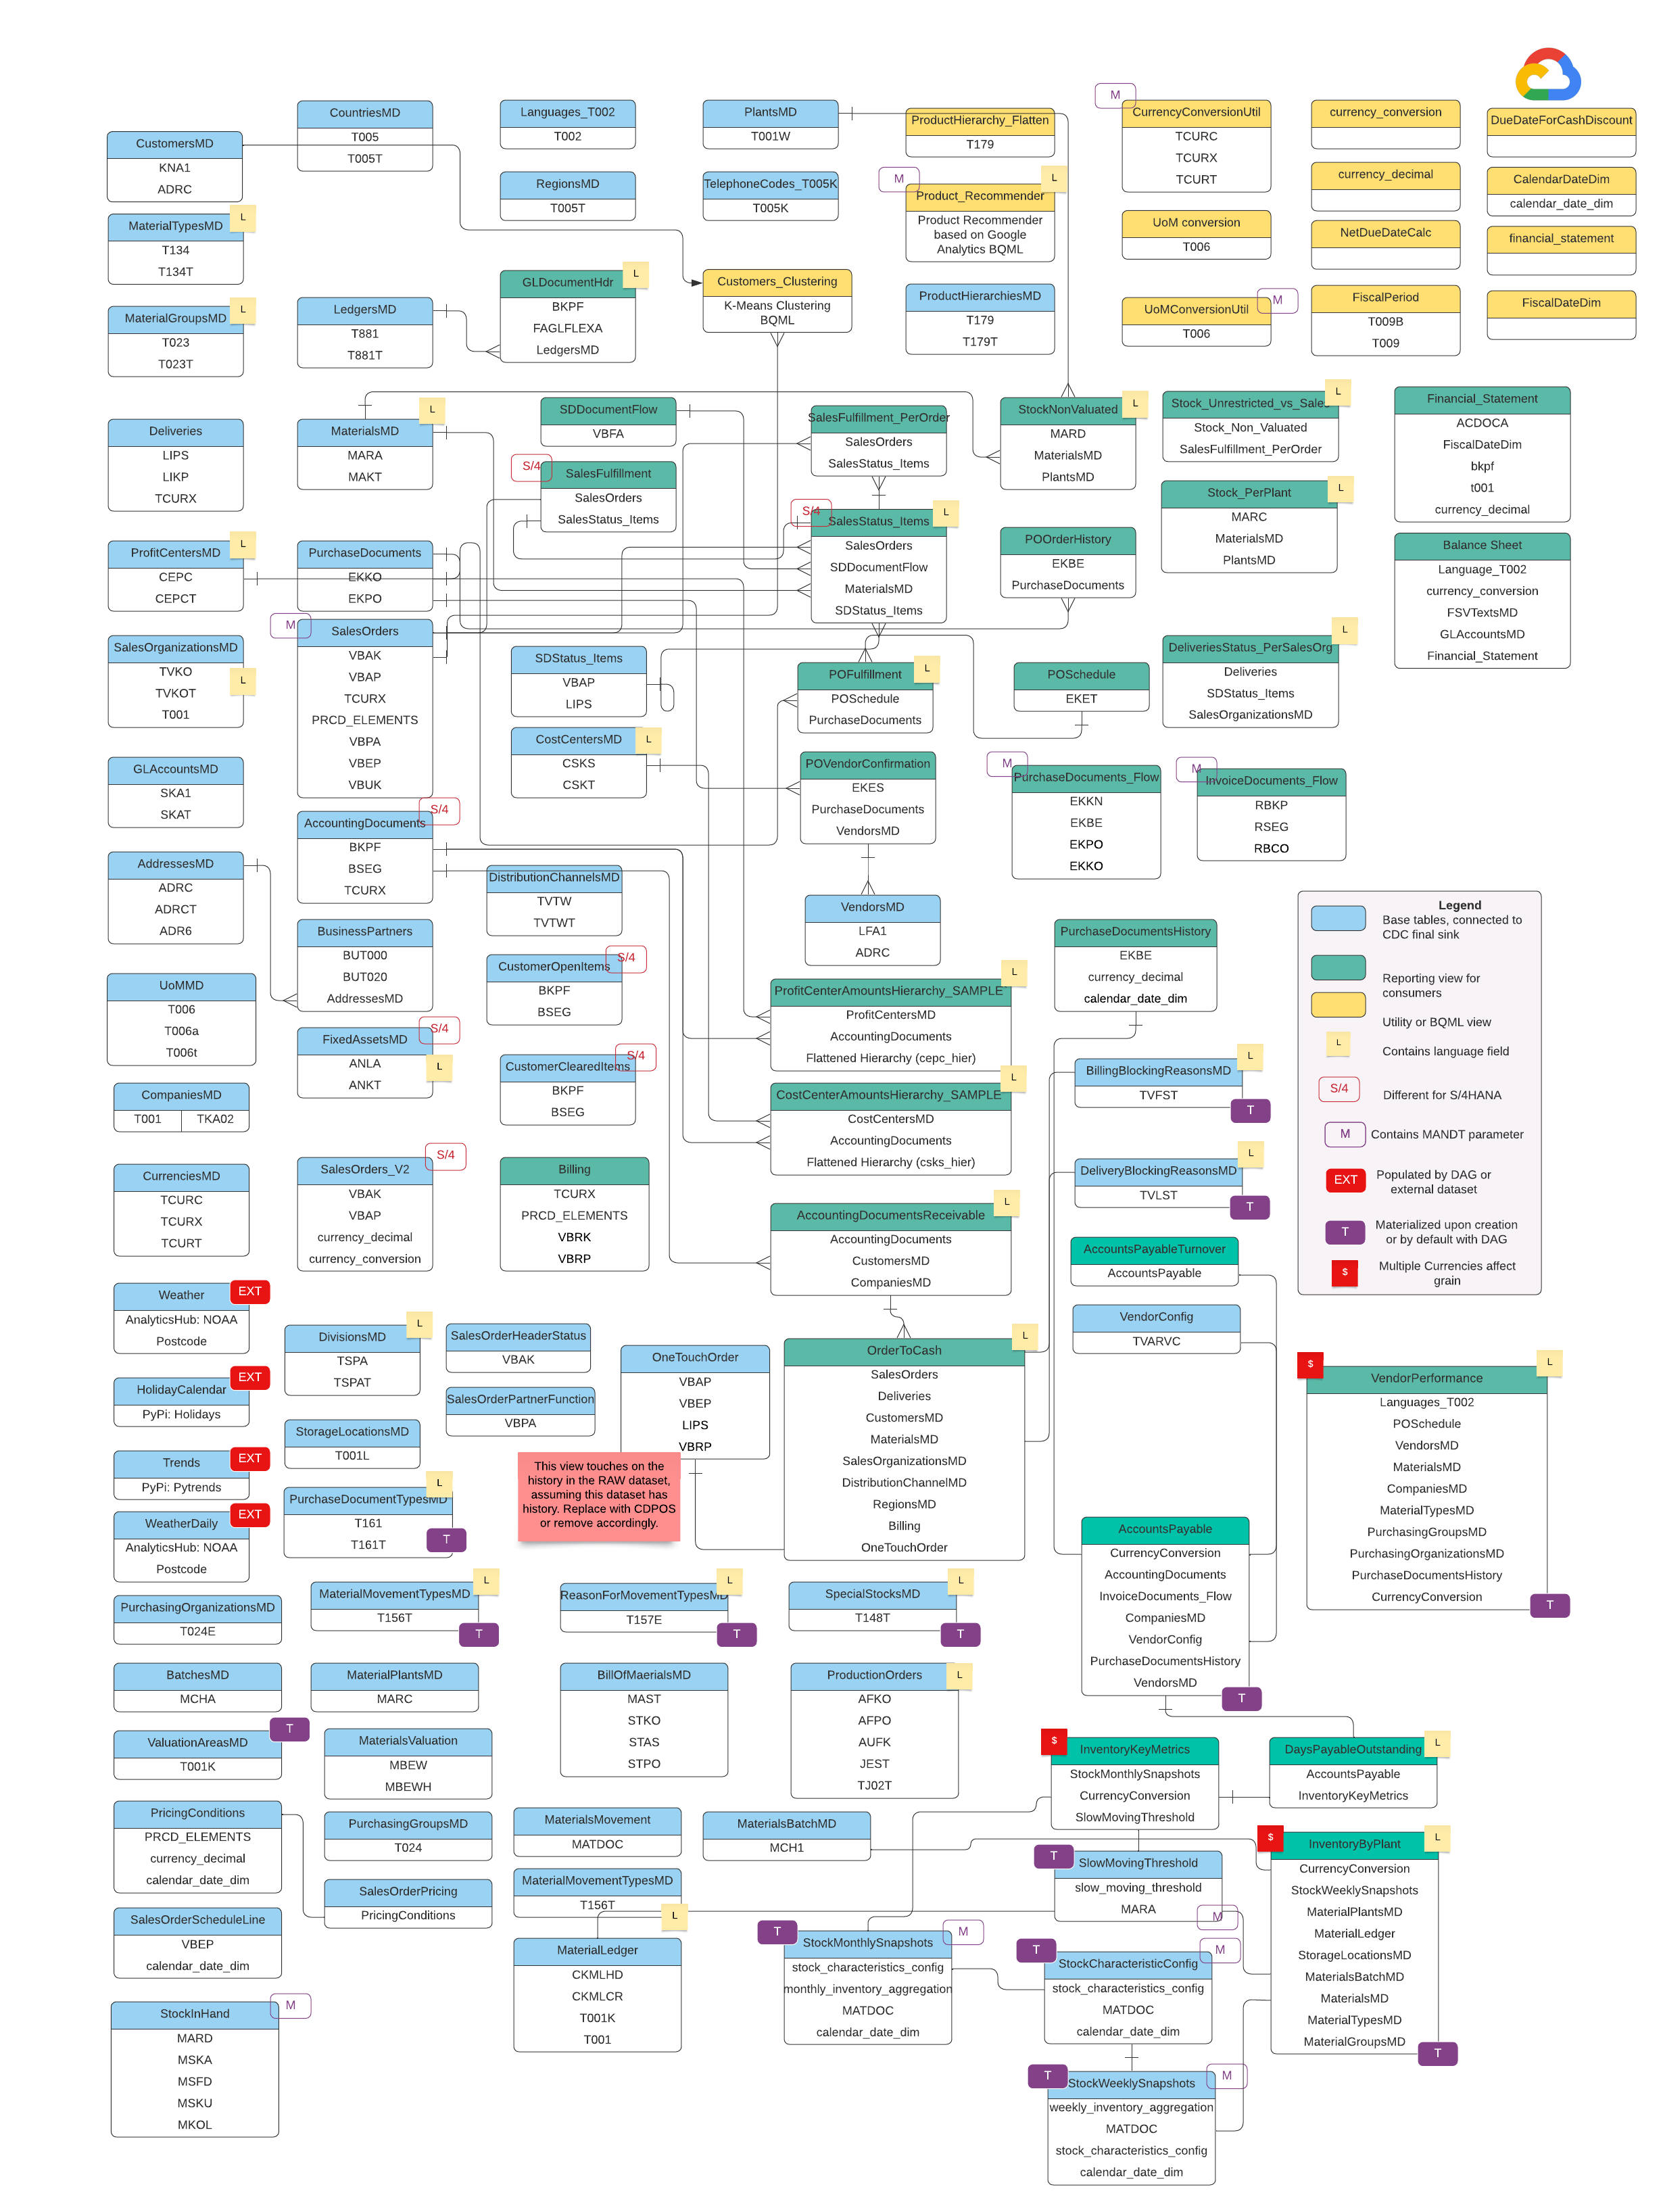 CustomersMD
KNA1
ADRC
CountriesMD
T005
T005T
Languages_T002
T002
PlantsMD
T001W
ProductHierarchy_Flatten
T179
M
CurrencyConversionUtil
TCURC
TCURX
TCURT
currency_conversion
DueDateForCashDiscount
RegionsMD
T005T
TelephoneCodes_T005K
T005K
M
L
Product_Recommender
Product Recommender
based on Google
Analytics BQML
currency_decimal
CalendarDateDim
calendar_date_dim
MaterialTypesMD
L
T134
T134T
UoM conversion
T006
NetDueDateCalc
financial_statement
GLDocumentHdr
L
BKPF
FAGLFLEXA
LedgersMD
Customers_Clustering
K-Means Clustering
BQML
ProductHierarchiesMD
T179
T179T
UoMConversionUtil
M
T006
FiscalPeriod
T009B
T009
FiscalDateDim
MaterialGroupsMD
L
T023
T023T
LedgersMD
T881
T881T
Deliveries
LIPS
LIKP
TCURX
MaterialsMD
L
MARA
MAKT
SDDocumentFlow
VBFA
SalesFulfillment_PerOrder
SalesOrders
SalesStatus_Items
StockNonValuated
L
MARD
MaterialsMD
PlantsMD
Stock_Unrestricted_vs_Sales
L
Stock_Non_Valuated
SalesFulfillment_PerOrder
Financial_Statement
ACDOCA
FiscalDateDim
bkpf
t001
currency_decimal
S/4
SalesFulfillment
SalesOrders
SalesStatus_Items
S/4
SalesStatus_Items
L
SalesOrders
SDDocumentFlow
MaterialsMD
SDStatus_Items
Stock_PerPlant
L
MARC
MaterialsMD
PlantsMD
ProfitCentersMD
L
CEPC
CEPCT
PurchaseDocuments
EKKO
EKPO
POOrderHistory
EKBE
PurchaseDocuments
Balance Sheet
Language_T002
currency_conversion
FSVTextsMD
GLAccountsMD
Financial_Statement
SalesOrganizationsMD
L
TVKO
TVKOT
T001
M
SalesOrders
VBAK
VBAP
TCURX
PRCD_ELEMENTS
VBPA
VBEP
VBUK
SDStatus_Items
VBAP
LIPS
POFulfillment
L
POSchedule
PurchaseDocuments
POSchedule
EKET
DeliveriesStatus_PerSalesOrg
L
Deliveries
SDStatus_Items
SalesOrganizationsMD
GLAccountsMD
SKA1
SKAT
CostCentersMD
L
CSKS
CSKT
POVendorConfirmation
EKES
PurchaseDocuments
VendorsMD
M
PurchaseDocuments_Flow
EKKN
EKBE
EKPO
EKKO
M
InvoiceDocuments_Flow
RBKP
RSEG
RBCO
S/4
AccountingDocuments
BKPF
BSEG
TCURX
AddressesMD
ADRC
ADRCT
ADR6
DistributionChannelsMD
TVTW
TVTWT
VendorsMD
LFA1
ADRC
BusinessPartners
BUT000
BUT020
AddressesMD
PurchaseDocumentsHistory
EKBE
currency_decimal
calendar_date_dim
Legend
Base tables, connected to
CDC final sink
Reporting view for
consumers
Utility or BQML view
L
Contains language field
S/4
Different for S/4HANA
M
Contains MANDT parameter
EXT
Populated by DAG or
external dataset
T
Materialized upon creation
or by default with DAG
$
Multiple Currencies affect
grain
CustomerOpenItems
S/4
BKPF
BSEG
UoMMD
T006
T006a
T006t
ProfitCenterAmountsHierarchy_SAMPLE
L
ProfitCentersMD
AccountingDocuments
Flattened Hierarchy (cepc_hier)
FixedAssetsMD
S/4
L
ANLA
ANKT
CustomerClearedItems
S/4
BKPF
BSEG
BillingBlockingReasonsMD
L
TVFST
T
CompaniesMD
T001
TKA02
CostCenterAmountsHierarchy_SAMPLE
L
CostCentersMD
AccountingDocuments
Flattened Hierarchy (csks_hier)
CurrenciesMD
TCURC
TCURX
TCURT
SalesOrders_V2
S/4
VBAK
VBAP
currency_decimal
currency_conversion
Billing
TCURX
PRCD_ELEMENTS
VBRK
VBRP
DeliveryBlockingReasonsMD
L
TVLST
T
AccountingDocumentsReceivable
L
AccountingDocuments
CustomersMD
CompaniesMD
AccountsPayableTurnover
AccountsPayable
Weather
EXT
AnalyticsHub: NOAA
Postcode
VendorConfig
TVARVC
DivisionsMD
L
TSPA
TSPAT
SalesOrderHeaderStatus
VBAK
OneTouchOrder
VBAP
VBEP
LIPS
VBRP
OrderToCash
L
SalesOrders
Deliveries
CustomersMD
MaterialsMD
SalesOrganizationsMD
DistributionChannelMD
RegionsMD
Billing
OneTouchOrder
$
VendorPerformance
L
Languages_T002
POSchedule
VendorsMD
MaterialsMD
CompaniesMD
MaterialTypesMD
PurchasingGroupsMD
PurchasingOrganizationsMD
PurchaseDocumentsHistory
CurrencyConversion
T
HolidayCalendar
EXT
PyPi: Holidays
SalesOrderPartnerFunction
VBPA
StorageLocationsMD
T001L
Trends
EXT
PyPi: Pytrends
This view touches on the
history in the RAW dataset,
assuming this dataset has
history. Replace with CDPOS
or remove accordingly.
PurchaseDocumentTypesMD
L
T161
T161T
T
WeatherDaily
EXT
AnalyticsHub: NOAA
Postcode
AccountsPayable
CurrencyConversion
AccountingDocuments
InvoiceDocuments_Flow
CompaniesMD
VendorConfig
PurchaseDocumentsHistory
VendorsMD
T
PurchasingOrganizationsMD
T024E
MaterialMovementTypesMD
L
T156T
T
ReasonForMovementTypesMD
L
T157E
T
SpecialStocksMD
L
T148T
T
BatchesMD
MCHA
MaterialPlantsMD
MARC
BillOfMaerialsMD
MAST
STKO
STAS
STPO
ProductionOrders
L
AFKO
AFPO
AUFK
JEST
TJ02T
T
ValuationAreasMD
T001K
MaterialsValuation
MBEW
MBEWH
$
InventoryKeyMetrics
StockMonthlySnapshots
CurrencyConversion
SlowMovingThreshold
DaysPayableOutstanding
L
AccountsPayable
InventoryKeyMetrics
PricingConditions
PRCD_ELEMENTS
currency_decimal
calendar_date_dim
PurchasingGroupsMD
T024
MaterialsMovement
MATDOC
MaterialsBatchMD
MCH1
$
InventoryByPlant
L
CurrencyConversion
StockWeeklySnapshots
MaterialPlantsMD
MaterialLedger
StorageLocationsMD
MaterialsBatchMD
MaterialsMD
MaterialTypesMD
MaterialGroupsMD
T
T
SlowMovingThreshold
slow_moving_threshold
MARA
M
SalesOrderPricing
PricingConditions
MaterialMovementTypesMD
T156T
L
SalesOrderScheduleLine
VBEP
calendar_date_dim
MaterialLedger
CKMLHD
CKMLCR
T001K
T001
T
StockMonthlySnapshots
M
stock_characteristics_config
monthly_inventory_aggregation
MATDOC
calendar_date_dim
T
StockCharacteristicConfig
M
stock_characteristics_config
MATDOC
calendar_date_dim
StockInHand
M
MARD
MSKA
MSFD
MSKU
MKOL
T
StockWeeklySnapshots
M
weekly_inventory_aggregation
MATDOC
stock_characteristics_config
calendar_date_dim